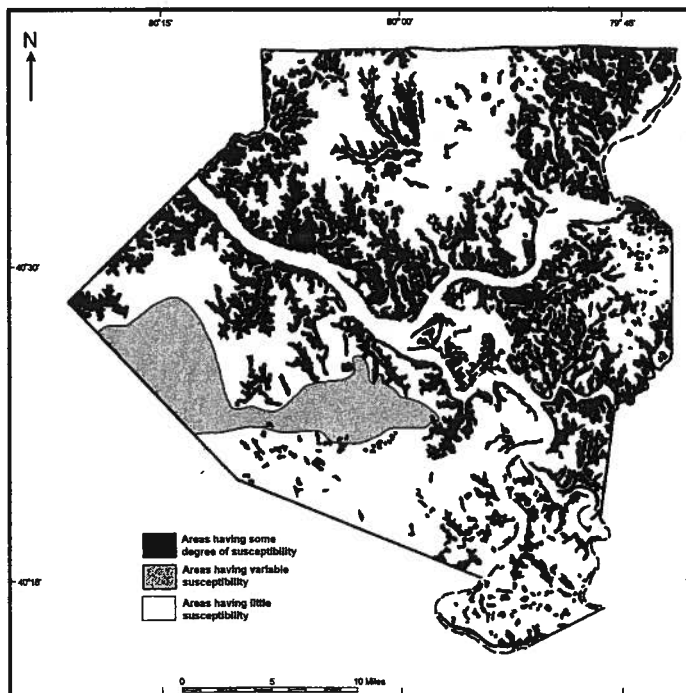 80°15'
80°00'
79°45'
N
40°30'
Areas having some
degree of susceptibility
Areas having variable
susceptibility
40°15'
Areas having little
susceptibility
0 5 10 Miles